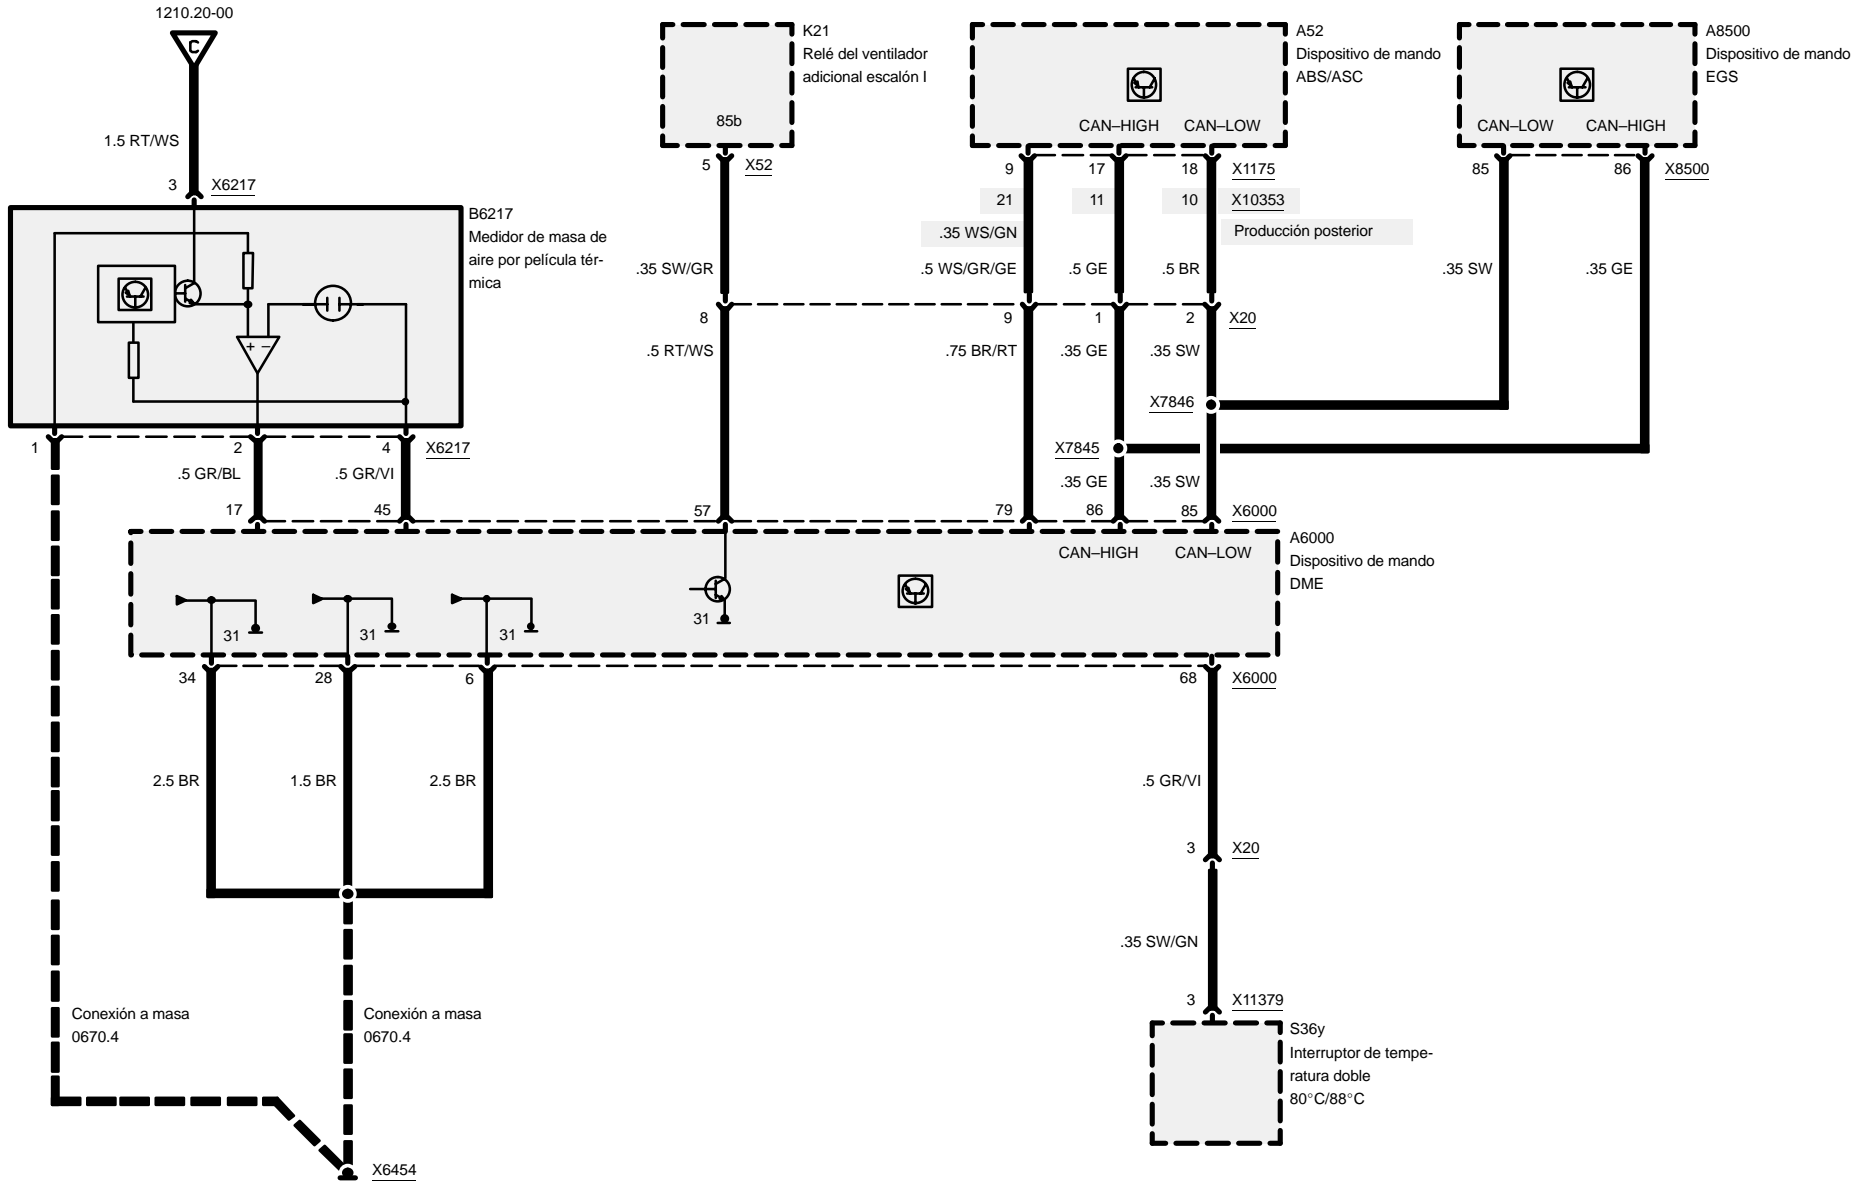 1210.20-00
C
1.5 RT/WS
3 X6217
B6217
Medidor de masa de
aire por película tér-
mica
+ −
1 2 4 X6217
.5 GR/BL .5 GR/VI
17 45
K21
Relé del ventilador
adicional escalón I
85b
5 X52
.35 SW/GR
8
.5 RT/WS
57
A52
Dispositivo de mando
ABS/ASC
CAN–HIGH CAN–LOW
9 17 18 X1175
21 11 10 X10353
.35 WS/GN Producción posterior
.5 WS/GR/GE .5 GE .5 BR
9 1 2 X20
.75 BR/RT .35 GE .35 SW
X7846
X7845
.35 GE .35 SW
79 86 85 X6000
A8500
Dispositivo de mando
EGS
CAN–LOW CAN–HIGH
85 86 X8500
.35 SW .35 GE
CAN–HIGH CAN–LOW
A6000
Dispositivo de mando
DME
31 31 31 31
34 28 6 68 X6000
2.5 BR 1.5 BR 2.5 BR .5 GR/VI
3 X20
.35 SW/GN
3 X11379
S36y
Interruptor de tempe-
ratura doble
80°C/88°C
Conexión a masa
0670.4
Conexión a masa
0670.4
X6454